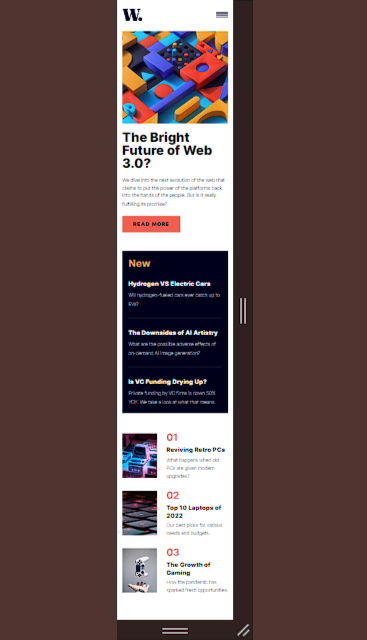 W.
The Bright
Future of Web
3.0?
We dive into the next evolution of the web that
claims to put the power of the platforms back
into the hands of the people. But is it really
fulfilling its promise?
READ MORE
New
Hydrogen VS Electric Cars
Will hydrogen-fueled cars ever catch up to
EVs?
The Downsides of AI Artistry
What are the possible adverse effects of
on-demand AI image generation?
Is VC Funding Drying Up?
Private funding by VC firms is down 50%
YOY. We take a look at what that means.
01
Reviving Retro PCs
What happens when old
PCs are given modern
upgrades?
02
Top 10 Laptops of
2022
Our best picks for various
needs and budgets.
03
The Growth of
Gaming
How the pandemic has
sparked fresh opportunities.